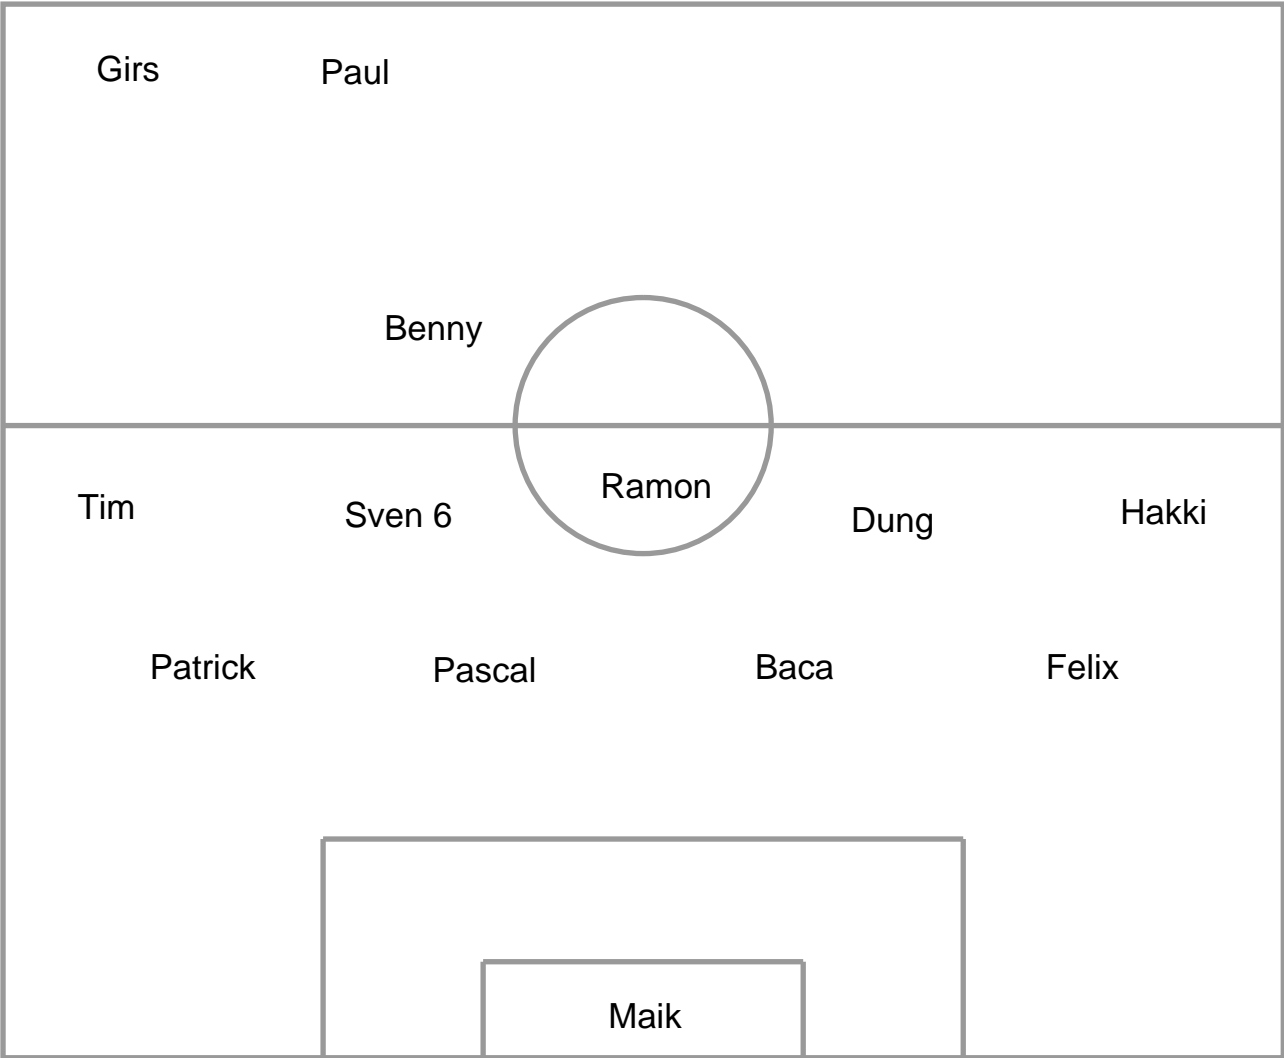 Girs Paul
Benny
Ramon
Tim Sven 6 Dung Hakki
Patrick Pascal Baca Felix
Maik